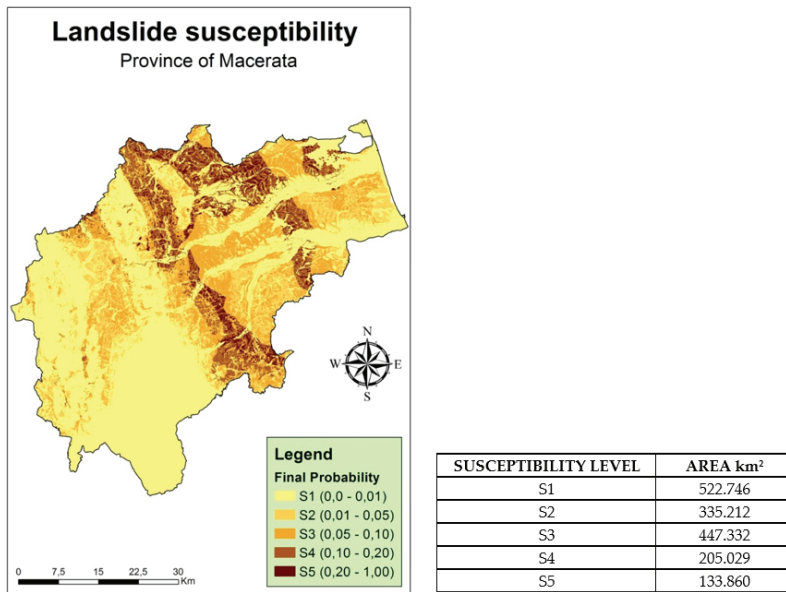 Landslide susceptibility
Province of Macerata
N
W E
S
Legend
Final Probability
S1 (0,0 - 0,01)
S2 (0,01 - 0,05)
S3 (0,05 - 0,10)
S4 (0,10 - 0,20)
S5 (0,20 - 1,00)
0 7,5 15 22,5 30
Km
SUSCEPTIBILITY LEVEL AREA km²
S1 522.746
S2 335.212
S3 447.332
S4 205.029
S5 133.860